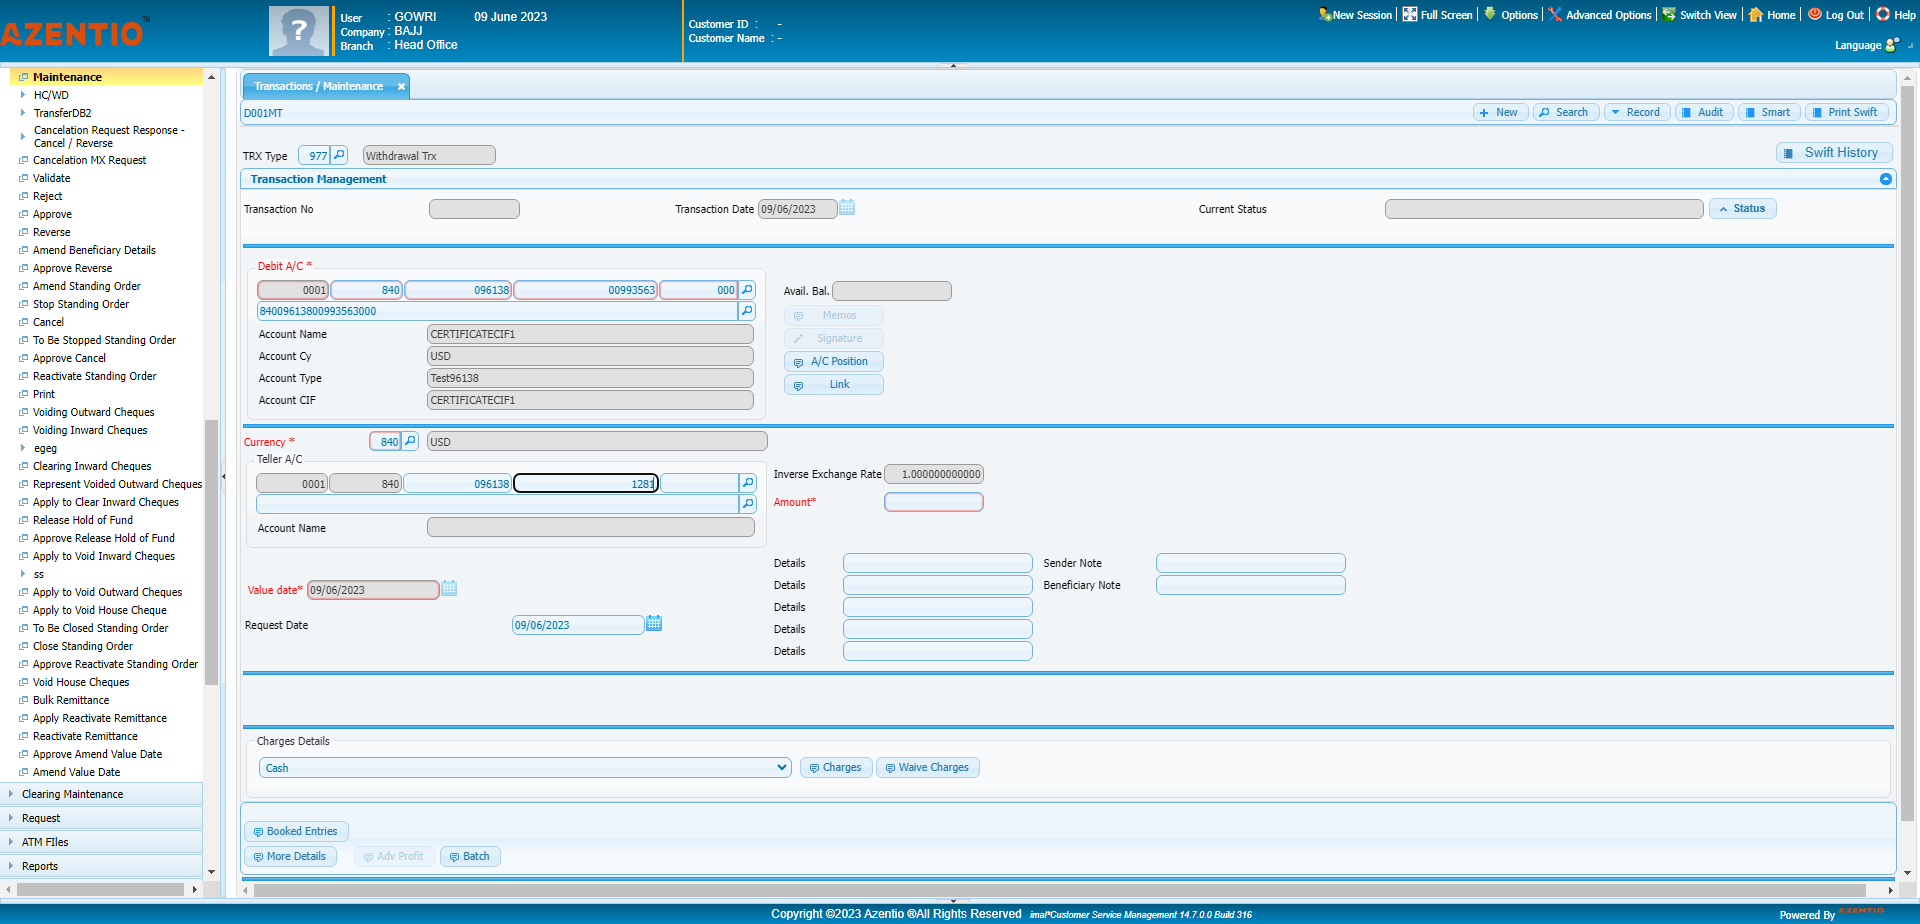 AZENTIO™
User : GOWRI 09 June 2023
Company : BAJJ
Branch : Head Office
Customer ID : -
Customer Name : -
New Session Full Screen Options Advanced Options Switch View Home Log Out Help
Language
Maintenance
HC/WD
TransferDB2
Cancelation Request Response -
Cancel / Reverse
Cancelation MX Request
Validate
Reject
Approve
Reverse
Amend Beneficiary Details
Approve Reverse
Amend Standing Order
Stop Standing Order
Cancel
To Be Stopped Standing Order
Approve Cancel
Reactivate Standing Order
Print
Voiding Outward Cheques
Voiding Inward Cheques
egeg
Clearing Inward Cheques
Represent Voided Outward Cheques
Apply to Clear Inward Cheques
Release Hold of Fund
Approve Release Hold of Fund
Apply to Void Inward Cheques
ss
Apply to Void Outward Cheques
Apply to Void House Cheque
To Be Closed Standing Order
Close Standing Order
Approve Reactivate Standing Order
Void House Cheques
Bulk Remittance
Apply Reactivate Remittance
Reactivate Remittance
Approve Amend Value Date
Amend Value Date
Clearing Maintenance
Request
ATM FIles
Reports
Transactions / Maintenance
D001MT
New Search Record Audit Smart Print Swift
TRX Type 977 Withdrawal Trx
Swift History
Transaction Management
Transaction No Transaction Date 09/06/2023 Current Status Status
Debit A/C *
0001 840 096138 00993563 000
84009613800993563000
Account Name CERTIFICATECIF1
Account Cy USD
Account Type Test96138
Account CIF CERTIFICATECIF1
Avail. Bal.
Memos
Signature
A/C Position
Link
Currency * 840 USD
Teller A/C
0001 840 096138 1281
Account Name
Inverse Exchange Rate 1.000000000000
Amount*
Value date* 09/06/2023
Request Date 09/06/2023
Details Sender Note
Details Beneficiary Note
Details
Details
Details
Charges Details
Cash Charges Waive Charges
Booked Entries
More Details Adv Profit Batch
Copyright ©2023 Azentio ®All Rights Reserved imal*Customer Service Management 14.7.0.0 Build 316
Powered By AZENTIO